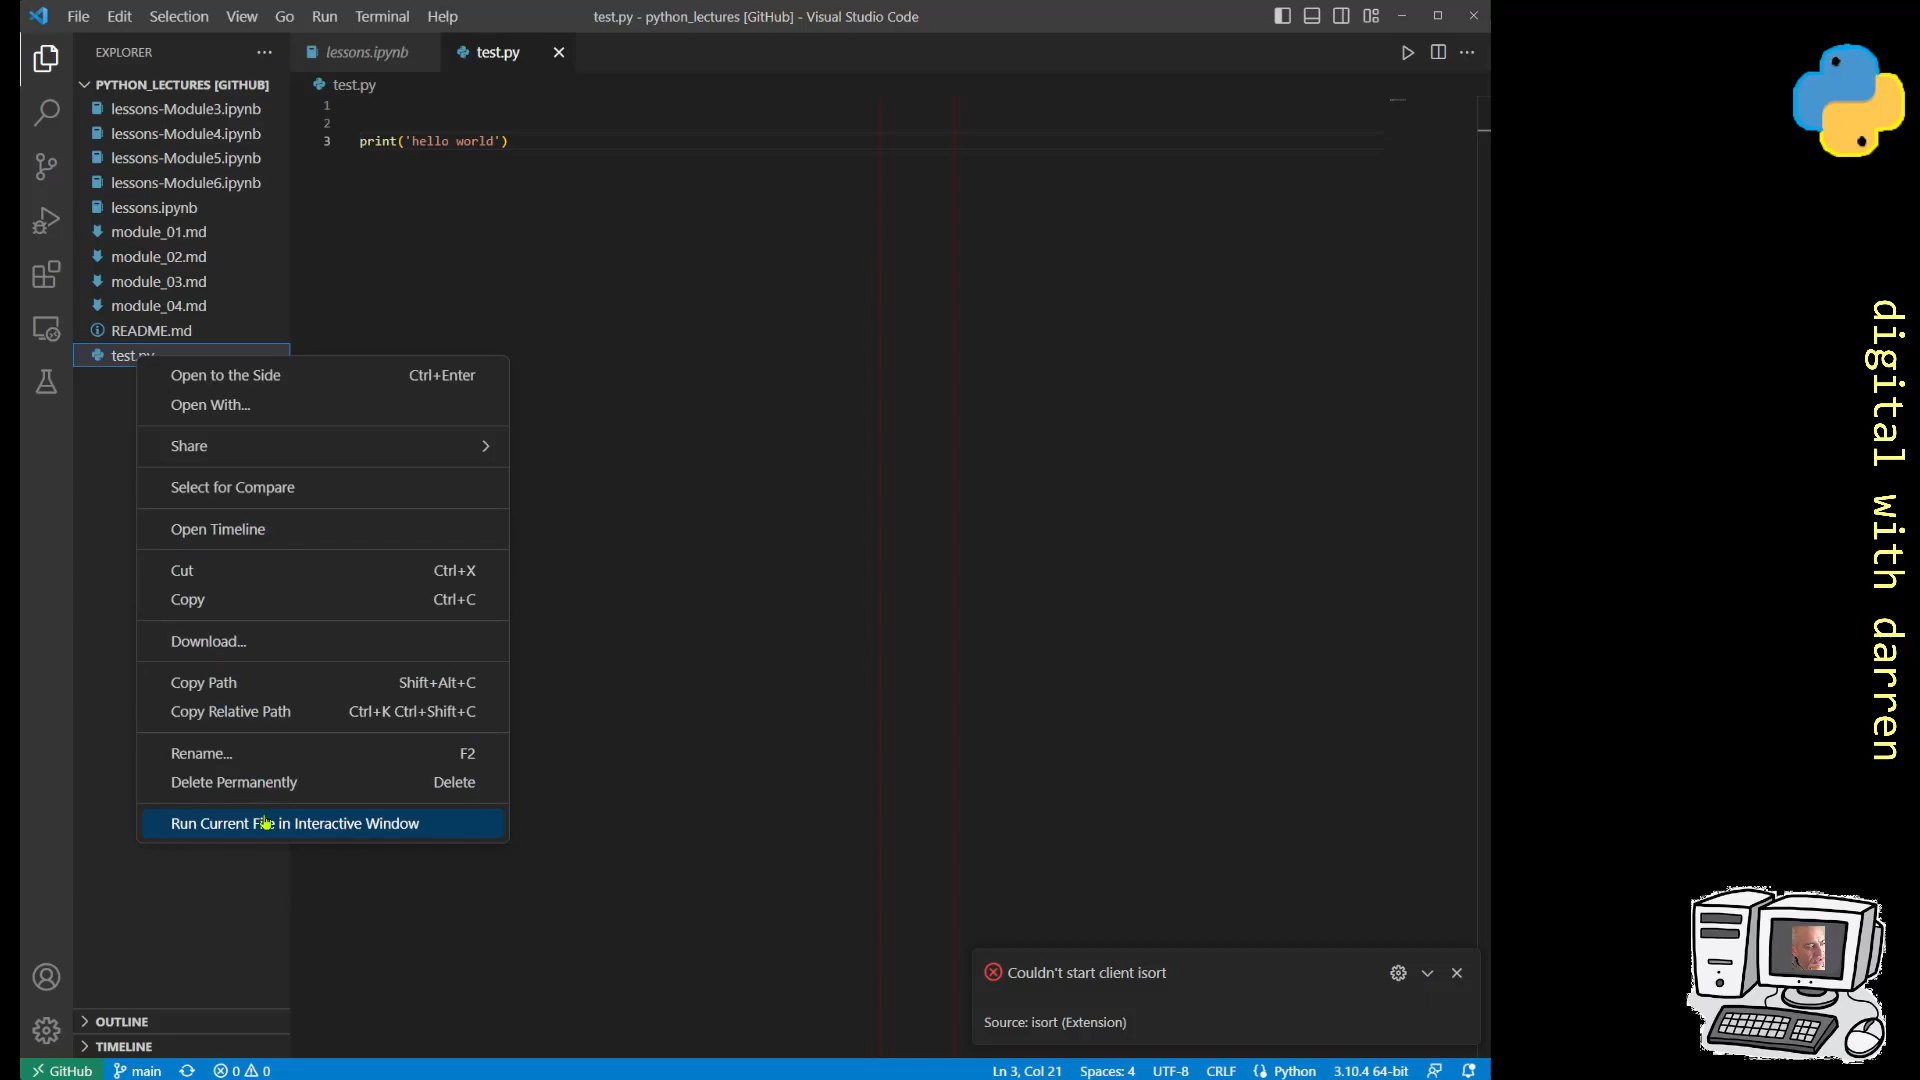 File Edit Selection View Go Run Terminal Help
test.py - python_lectures [GitHub] - Visual Studio Code
EXPLORER
lessons.ipynb
test.py
PYTHON_LECTURES [GITHUB]
lessons-Module3.ipynb
lessons-Module4.ipynb
lessons-Module5.ipynb
lessons-Module6.ipynb
lessons.ipynb
module_01.md
module_02.md
module_03.md
module_04.md
README.md
test.py
test.py
1
2
3 print('hello world')
Open to the Side Ctrl+Enter
Open With...
Share
Select for Compare
Open Timeline
Cut Ctrl+X
Copy Ctrl+C
Download...
Copy Path Shift+Alt+C
Copy Relative Path Ctrl+K Ctrl+Shift+C
Rename... F2
Delete Permanently Delete
Run Current File in Interactive Window
Couldn't start client isort
Source: isort (Extension)
OUTLINE
TIMELINE
GitHub main 0 0 Ln 3, Col 21 Spaces: 4 UTF-8 CRLF Python 3.10.4 64-bit
digital with darren